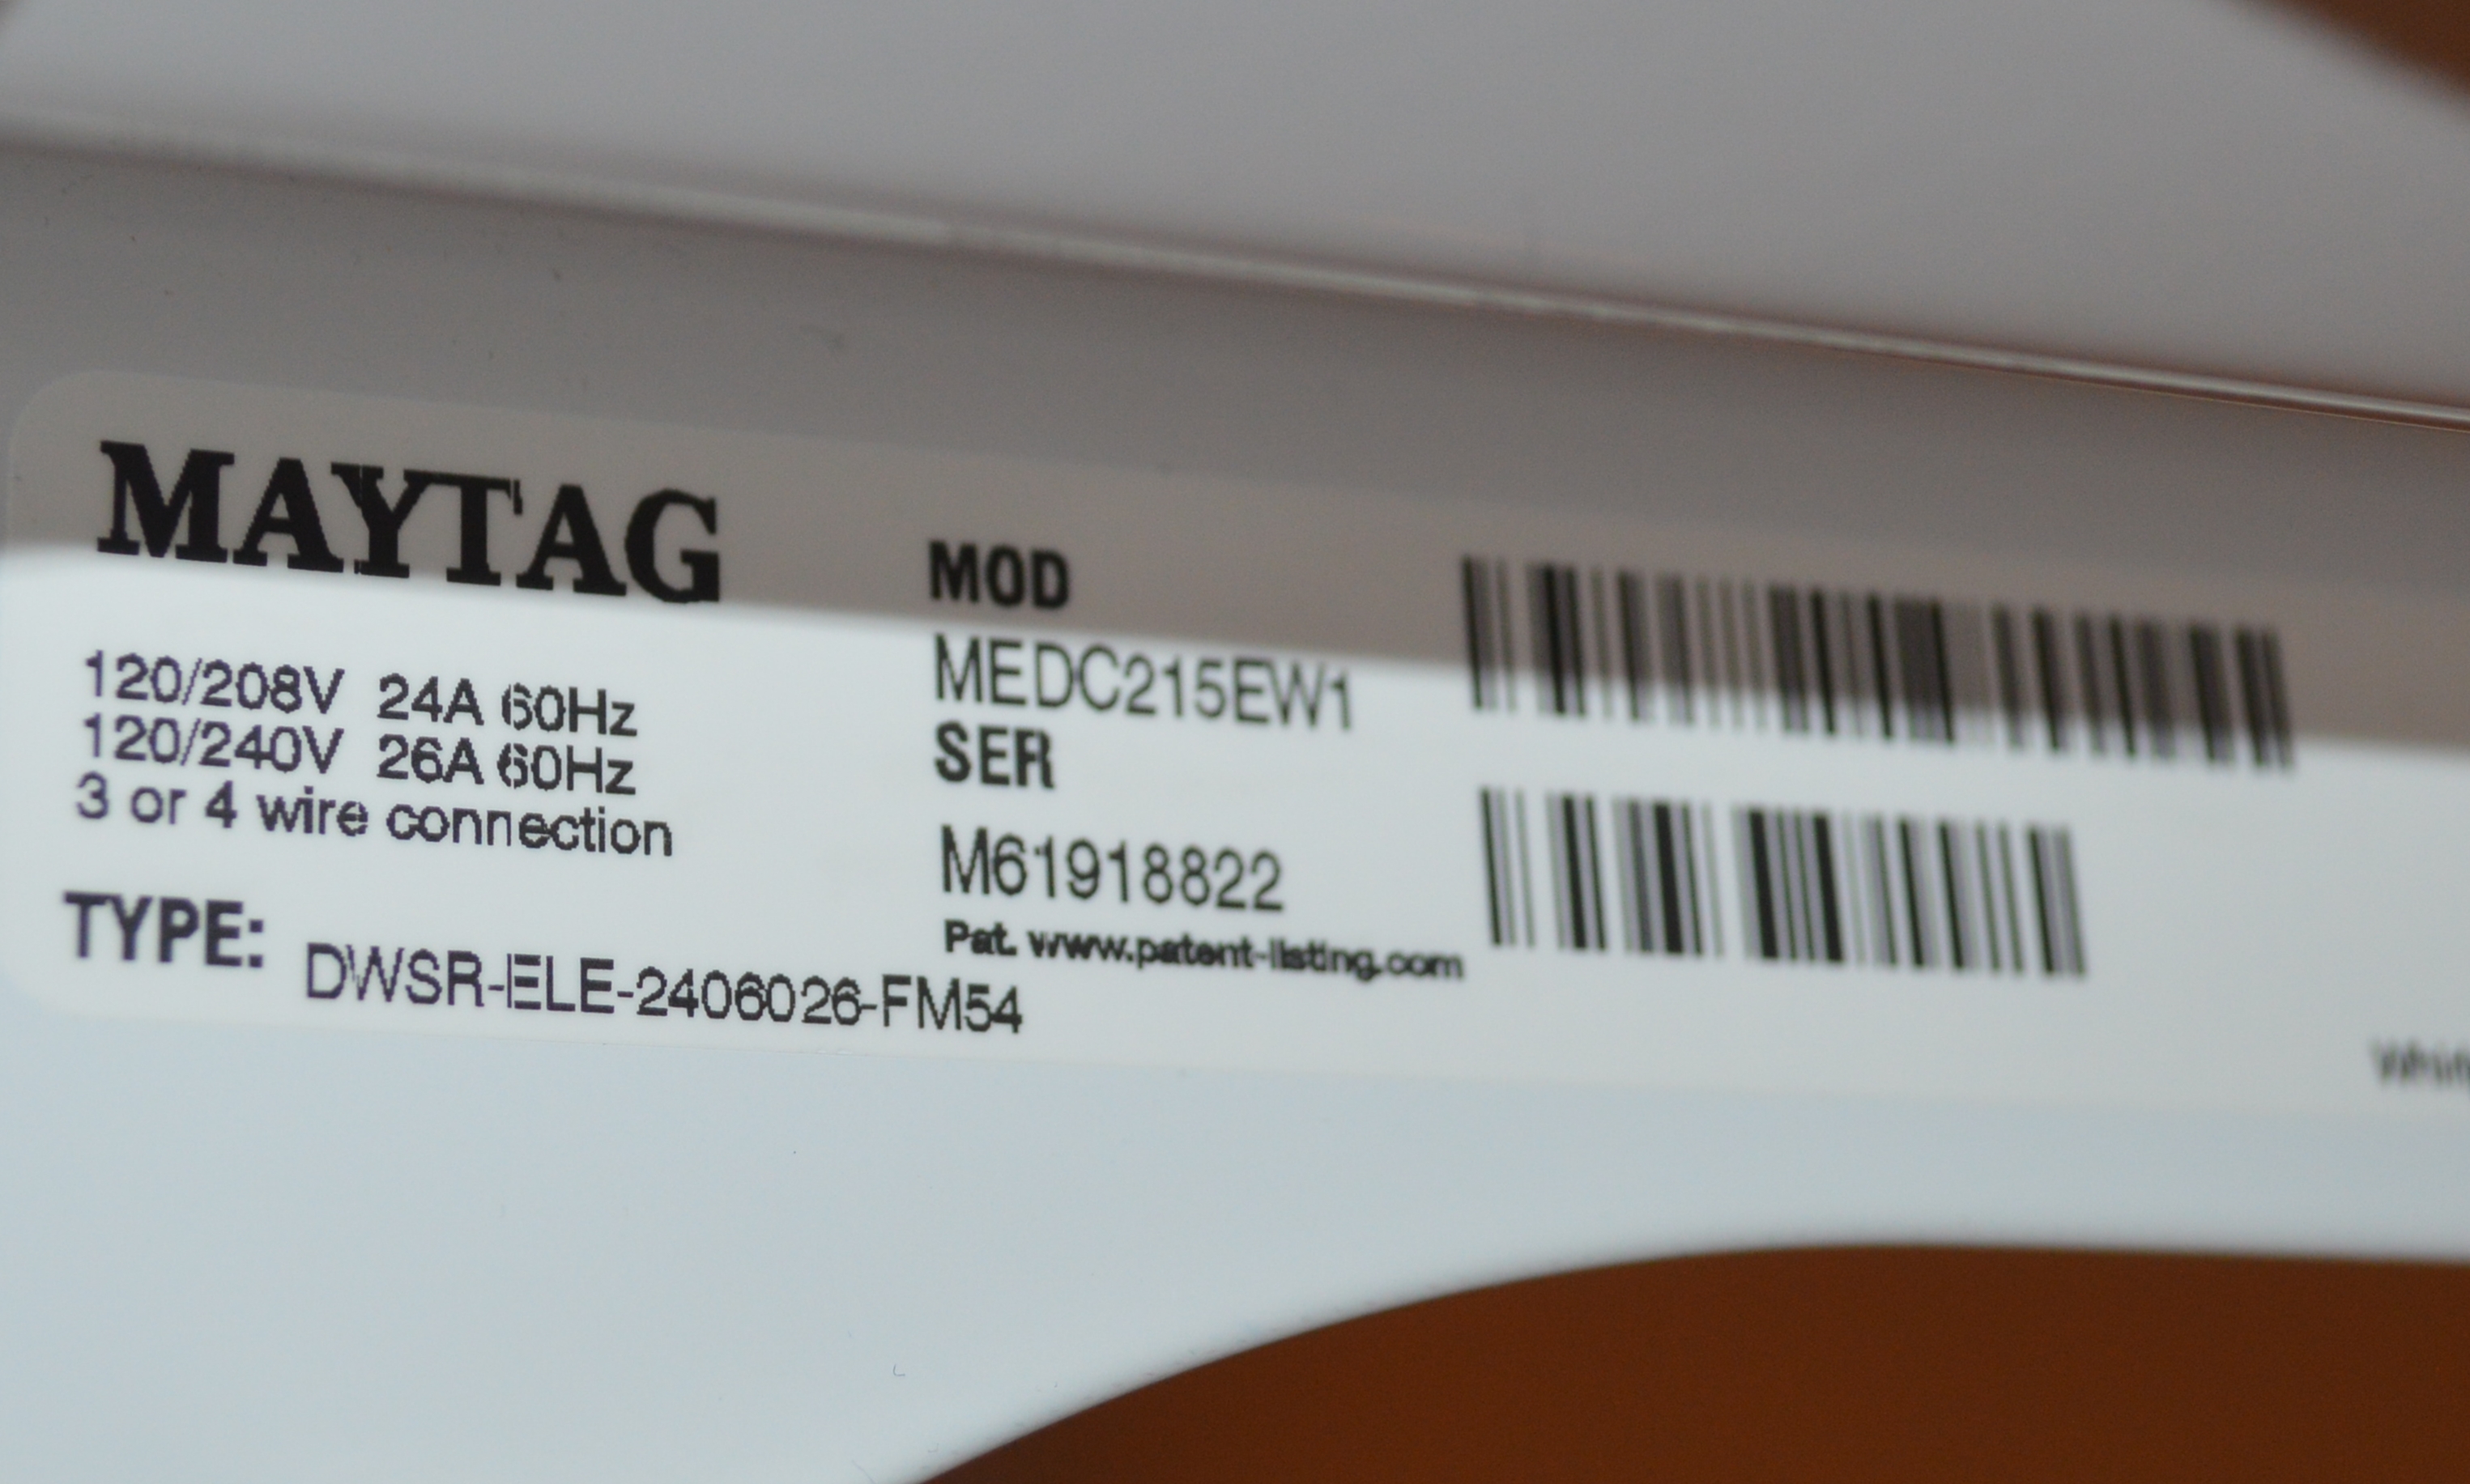 MAYTAG
120/208V 24A 60Hz
120/240V 26A 60Hz
3 or 4 wire connection
TYPE: DWSR-ELE-2406026-FM54
MOD
MEDC215EW1
SER
M61918822
Pat. www.patent-listing.com